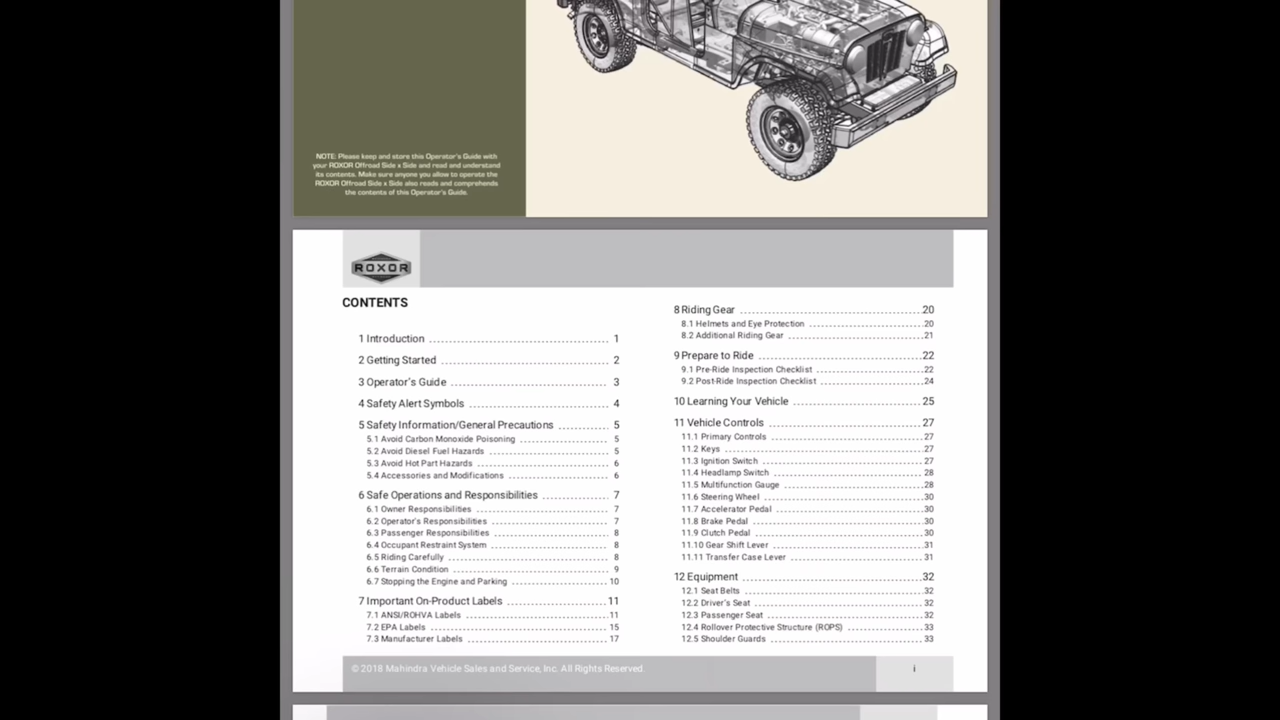 NOTE: Please keep and store this Operator's Guide with
your ROXOR Offroad Side x Side and read and understand
its contents. Make sure anyone you allow to operate the
ROXOR Offroad Side x Side also reads and comprehends
the contents of this Operator's Guide.
ROXOR
CONTENTS
1 Introduction 1
2 Getting Started 2
3 Operator's Guide 3
4 Safety Alert Symbols 4
5 Safety Information/General Precautions 5
5.1 Avoid Carbon Monoxide Poisoning 5
5.2 Avoid Diesel Fuel Hazards 5
5.3 Avoid Hot Part Hazards 6
5.4 Accessories and Modifications 6
6 Safe Operations and Responsibilities 7
6.1 Owner Responsibilities 7
6.2 Operator's Responsibilities 7
6.3 Passenger Responsibilities 8
6.4 Occupant Restraint System 8
6.5 Riding Carefully 8
6.6 Terrain Condition 9
6.7 Stopping the Engine and Parking 10
7 Important On-Product Labels 11
7.1 ANSI/ROHVA Labels 11
7.2 EPA Labels 15
7.3 Manufacturer Labels 17
8 Riding Gear 20
8.1 Helmets and Eye Protection 20
8.2 Additional Riding Gear 21
9 Prepare to Ride 22
9.1 Pre-Ride Inspection Checklist 22
9.2 Post-Ride Inspection Checklist 24
10 Learning Your Vehicle 25
11 Vehicle Controls 27
11.1 Primary Controls 27
11.2 Keys 27
11.3 Ignition Switch 27
11.4 Headlamp Switch 28
11.5 Multifunction Gauge 28
11.6 Steering Wheel 30
11.7 Accelerator Pedal 30
11.8 Brake Pedal 30
11.9 Clutch Pedal 30
11.10 Gear Shift Lever 31
11.11 Transfer Case Lever 31
12 Equipment 32
12.1 Seat Belts 32
12.2 Driver's Seat 32
12.3 Passenger Seat 32
12.4 Rollover Protective Structure (ROPS) 33
12.5 Shoulder Guards 33
© 2018 Mahindra Vehicle Sales and Service, Inc. All Rights Reserved.
i